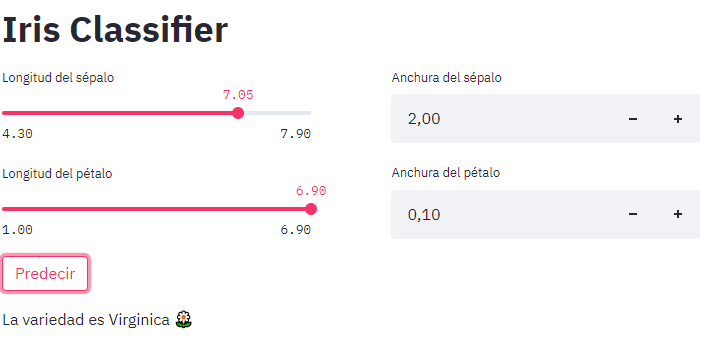 Iris Classifier
Longitud del sépalo
7.05
4.30 7.90
Anchura del sépalo
2,00 − +
Longitud del pétalo
6.90
1.00 6.90
Anchura del pétalo
0,10 − +
Predecir
La variedad es Virginica